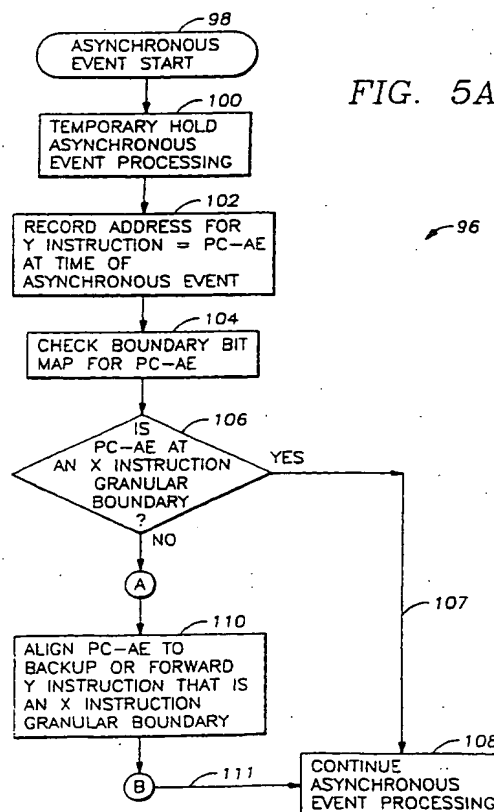 98
ASYNCHRONOUS
EVENT START
FIG. 5A
100
TEMPORARY HOLD
ASYNCHRONOUS
EVENT PROCESSING
102
RECORD ADDRESS FOR
Y INSTRUCTION = PC-AE
AT TIME OF
ASYNCHRONOUS EVENT
96
104
CHECK BOUNDARY BIT
MAP FOR PC-AE
106
IS
PC-AE AT
AN X INSTRUCTION
GRANULAR
BOUNDARY
?
YES
NO
A
107
110
ALIGN PC-AE TO
BACKUP OR FORWARD
Y INSTRUCTION THAT IS
AN X INSTRUCTION
GRANULAR BOUNDARY
B
111
108
CONTINUE
ASYNCHRONOUS
EVENT PROCESSING